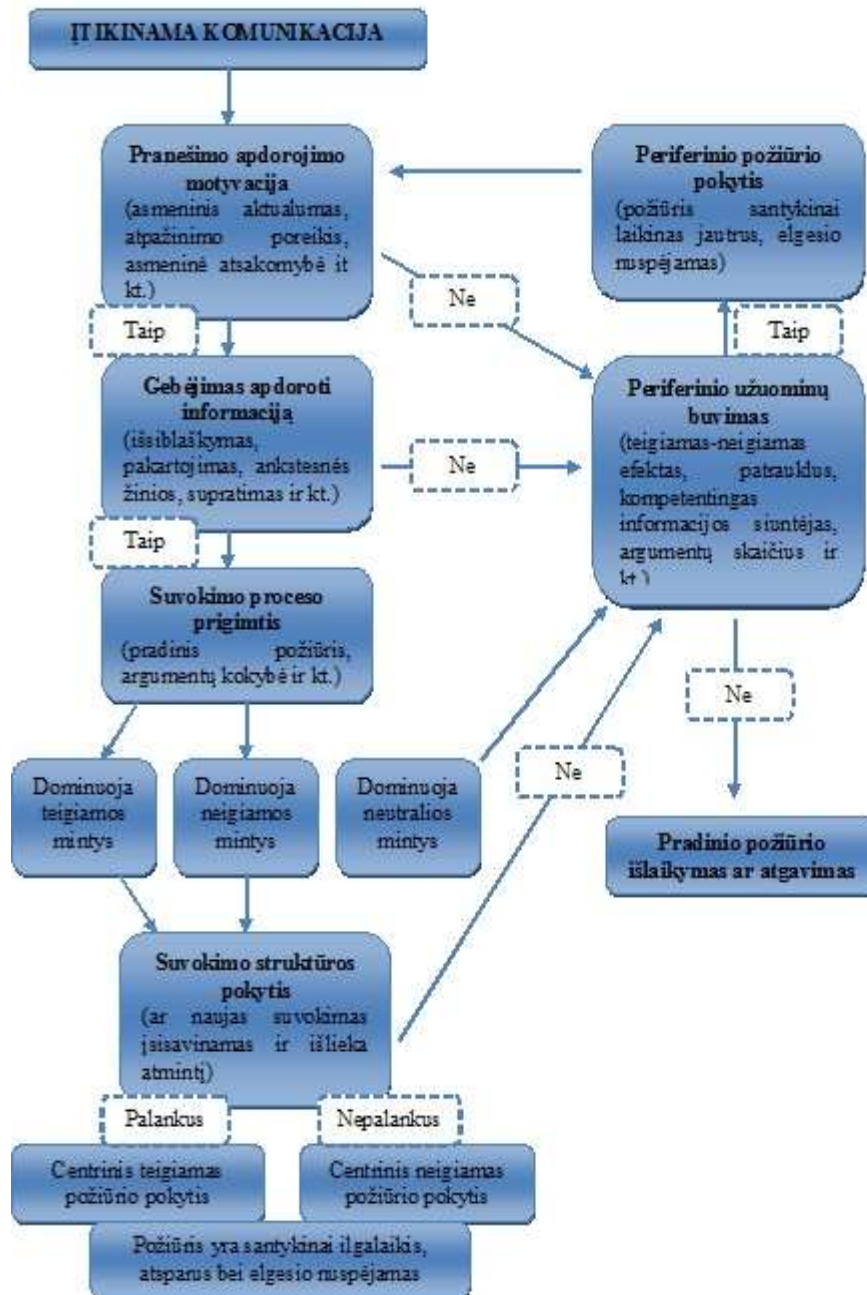 ĮTIKINAMA KOMUNIKACIJA
Pranešimo apdorojimo
motyvacija
(asmeninis aktualumas,
atpažinimo poreikis,
asmeninė atsakomybė it
kt.)
Periferinio požiūrio
pokytis
(požiūris santykinai
laikinas jautrus, elgesio
nuspėjamas)
Ne
Taip
Taip
Gebėjimas apdoroti
informaciją
(išsiblaškymas,
pakartojimas, ankstesnės
žinios, supratimas ir kt.)
Ne
Periferinio užuominų
buvimas
(teigiamas-neigiamas
efektas, patrauklus,
kompetentingas
informacijos siuntėjas,
argumentų skaičius ir
kt.)
Taip
Suvokimo proceso
prigimtis
(pradinis požiūris,
argumentų kokybė ir kt.)
Ne
Ne
Dominuoja
teigiamos
mintys
Dominuoja
neigiamos
mintys
Dominuoja
neutralios
mintys
Pradinio požiūrio
išlaikymas ar atgavimas
Suvokimo struktūros
pokytis
(ar naujas suvokimas
įsisavinamas ir išlieka
atmintį)
Palankus
Nepalankus
Centrinis teigiamas
požiūrio pokytis
Centrinis neigiamas
požiūrio pokytis
Požiūris yra santykinai ilgalaikis,
atsparus bei elgesio nuspėjamas